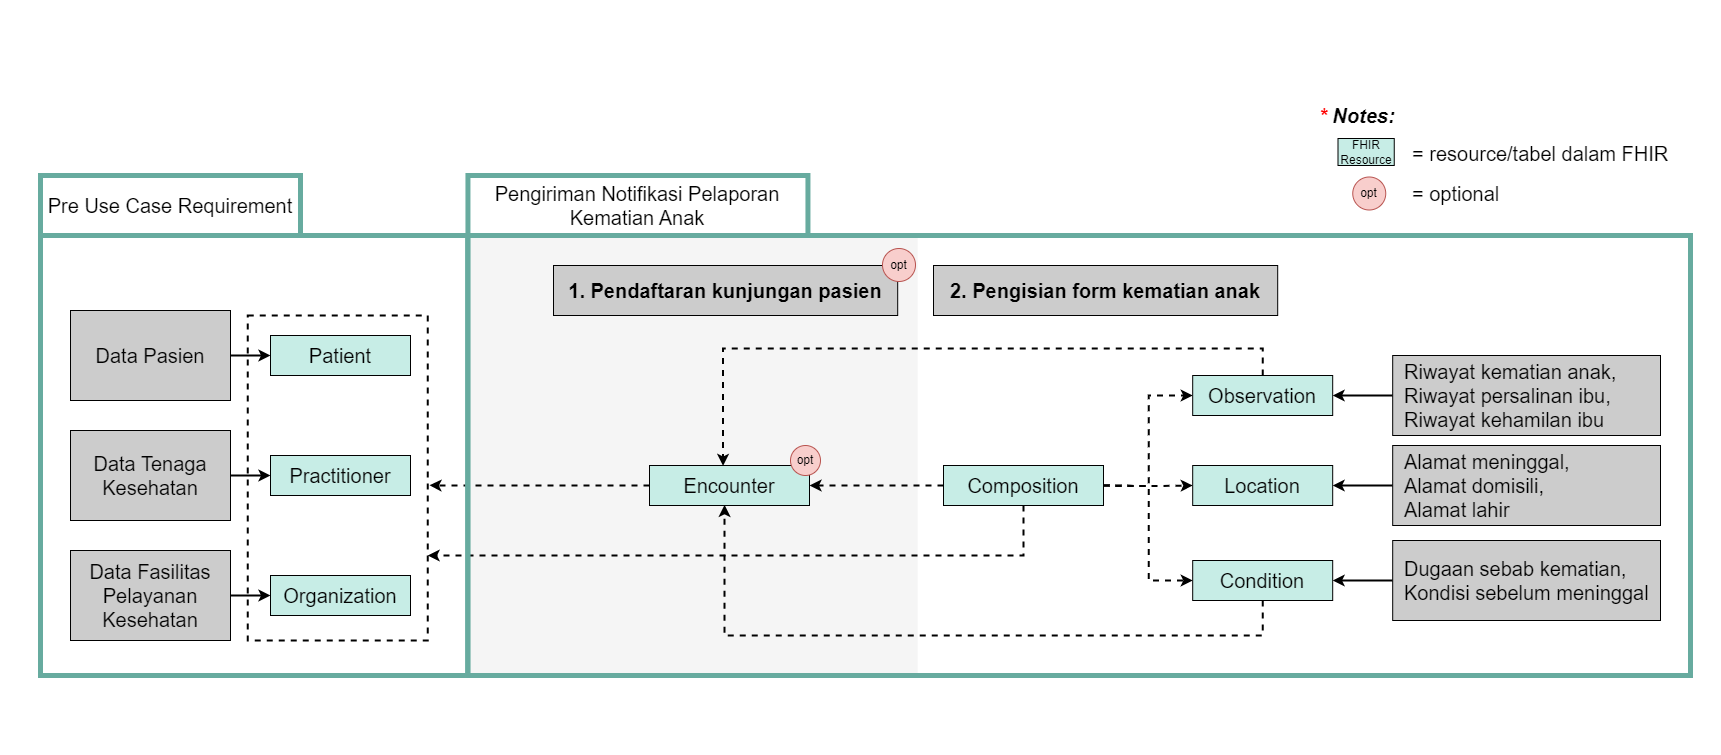 * Notes:
FHIR
Resource
= resource/tabel dalam FHIR
opt
= optional
Pre Use Case Requirement
Pengiriman Notifikasi Pelaporan
Kematian Anak
opt
1. Pendaftaran kunjungan pasien
2. Pengisian form kematian anak
Data Pasien
Patient
Data Tenaga
Kesehatan
Practitioner
Data Fasilitas
Pelayanan
Kesehatan
Organization
opt
Encounter
Composition
Observation
Riwayat kematian anak,
Riwayat persalinan ibu,
Riwayat kehamilan ibu
Location
Alamat meninggal,
Alamat domisili,
Alamat lahir
Condition
Dugaan sebab kematian,
Kondisi sebelum meninggal